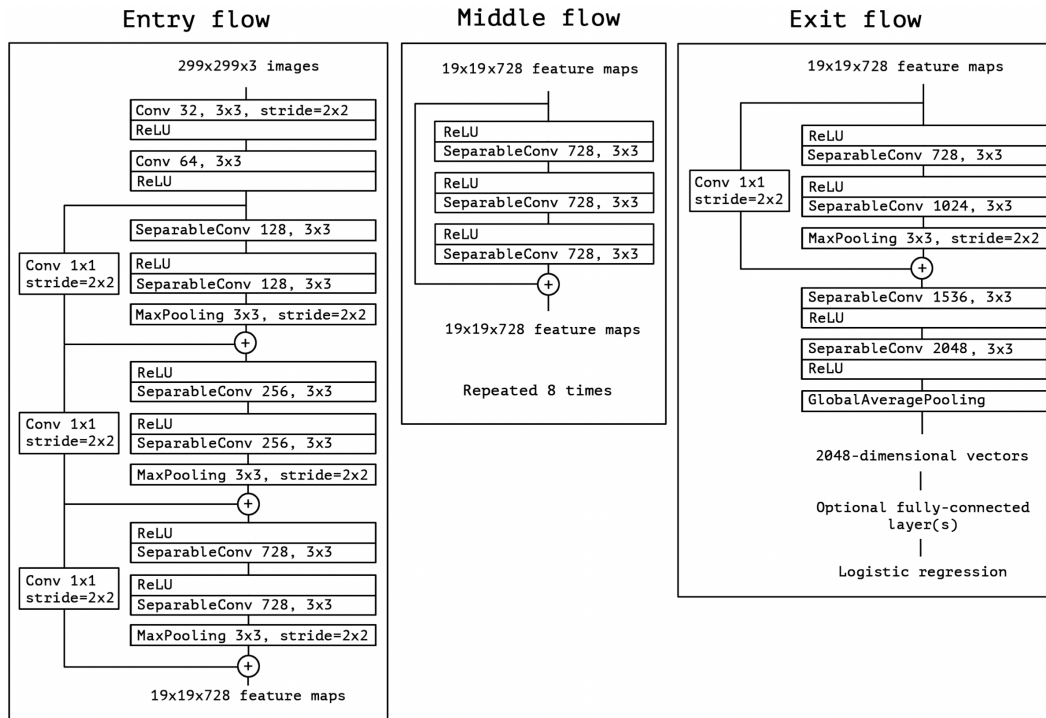 Entry flow
299x299x3 images
Conv 32, 3x3, stride=2x2
ReLU
Conv 64, 3x3
ReLU
SeparableConv 128, 3x3
Conv 1x1
stride=2x2
ReLU
SeparableConv 128, 3x3
MaxPooling 3x3, stride=2x2
+
ReLU
SeparableConv 256, 3x3
Conv 1x1
stride=2x2
ReLU
SeparableConv 256, 3x3
MaxPooling 3x3, stride=2x2
+
ReLU
SeparableConv 728, 3x3
Conv 1x1
stride=2x2
ReLU
SeparableConv 728, 3x3
MaxPooling 3x3, stride=2x2
+
19x19x728 feature maps
Middle flow
19x19x728 feature maps
ReLU
SeparableConv 728, 3x3
ReLU
SeparableConv 728, 3x3
ReLU
SeparableConv 728, 3x3
+
19x19x728 feature maps
Repeated 8 times
Exit flow
19x19x728 feature maps
ReLU
SeparableConv 728, 3x3
Conv 1x1
stride=2x2
ReLU
SeparableConv 1024, 3x3
MaxPooling 3x3, stride=2x2
+
SeparableConv 1536, 3x3
ReLU
SeparableConv 2048, 3x3
ReLU
GlobalAveragePooling
2048-dimensional vectors
Optional fully-connected
layer(s)
Logistic regression